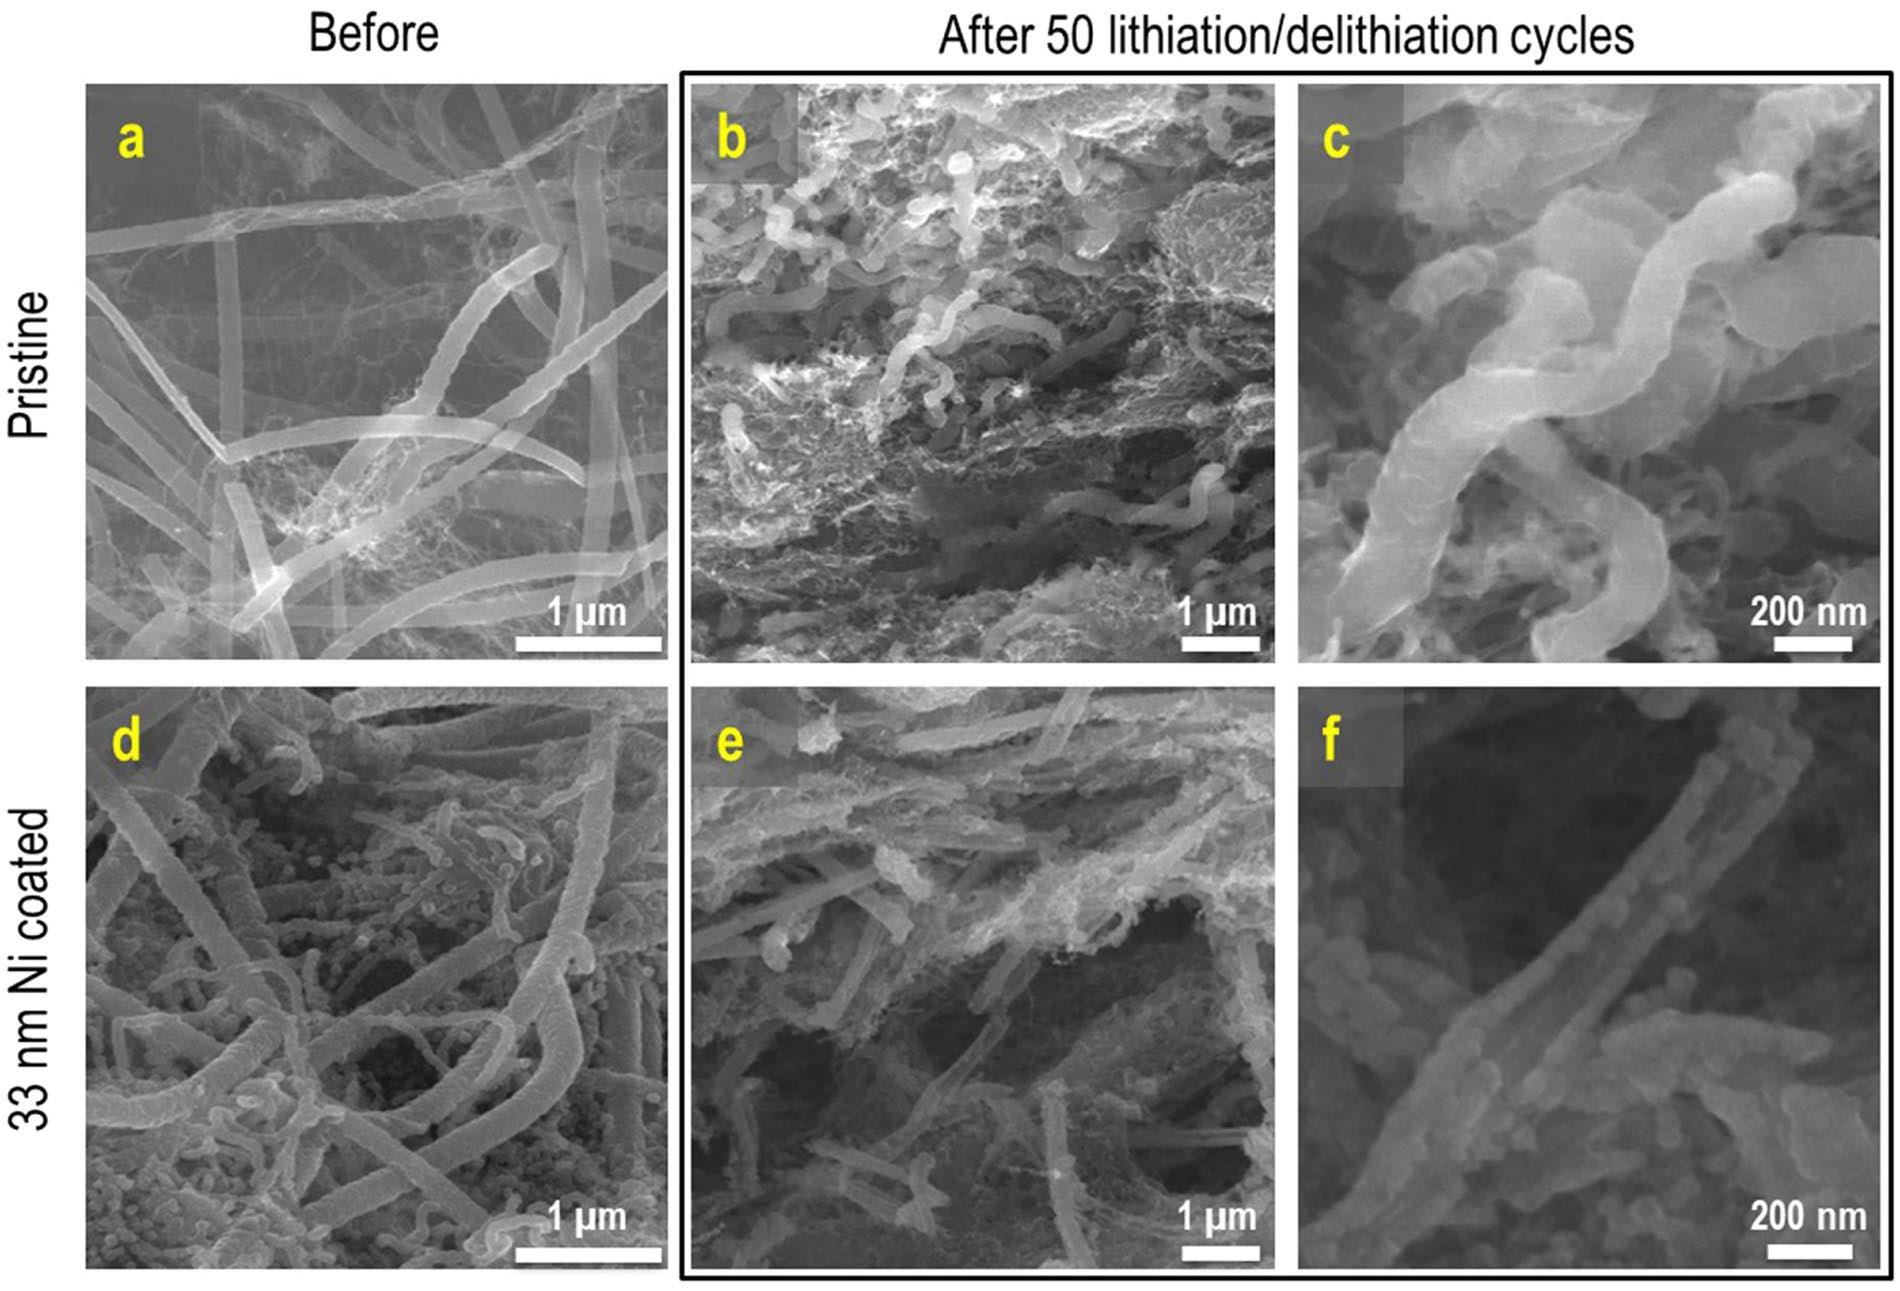 Before
After 50 lithiation/delithiation cycles
Pristine
a
1 µm
b
1 µm
c
200 nm
33 nm Ni coated
d
1 µm
e
1 µm
f
200 nm